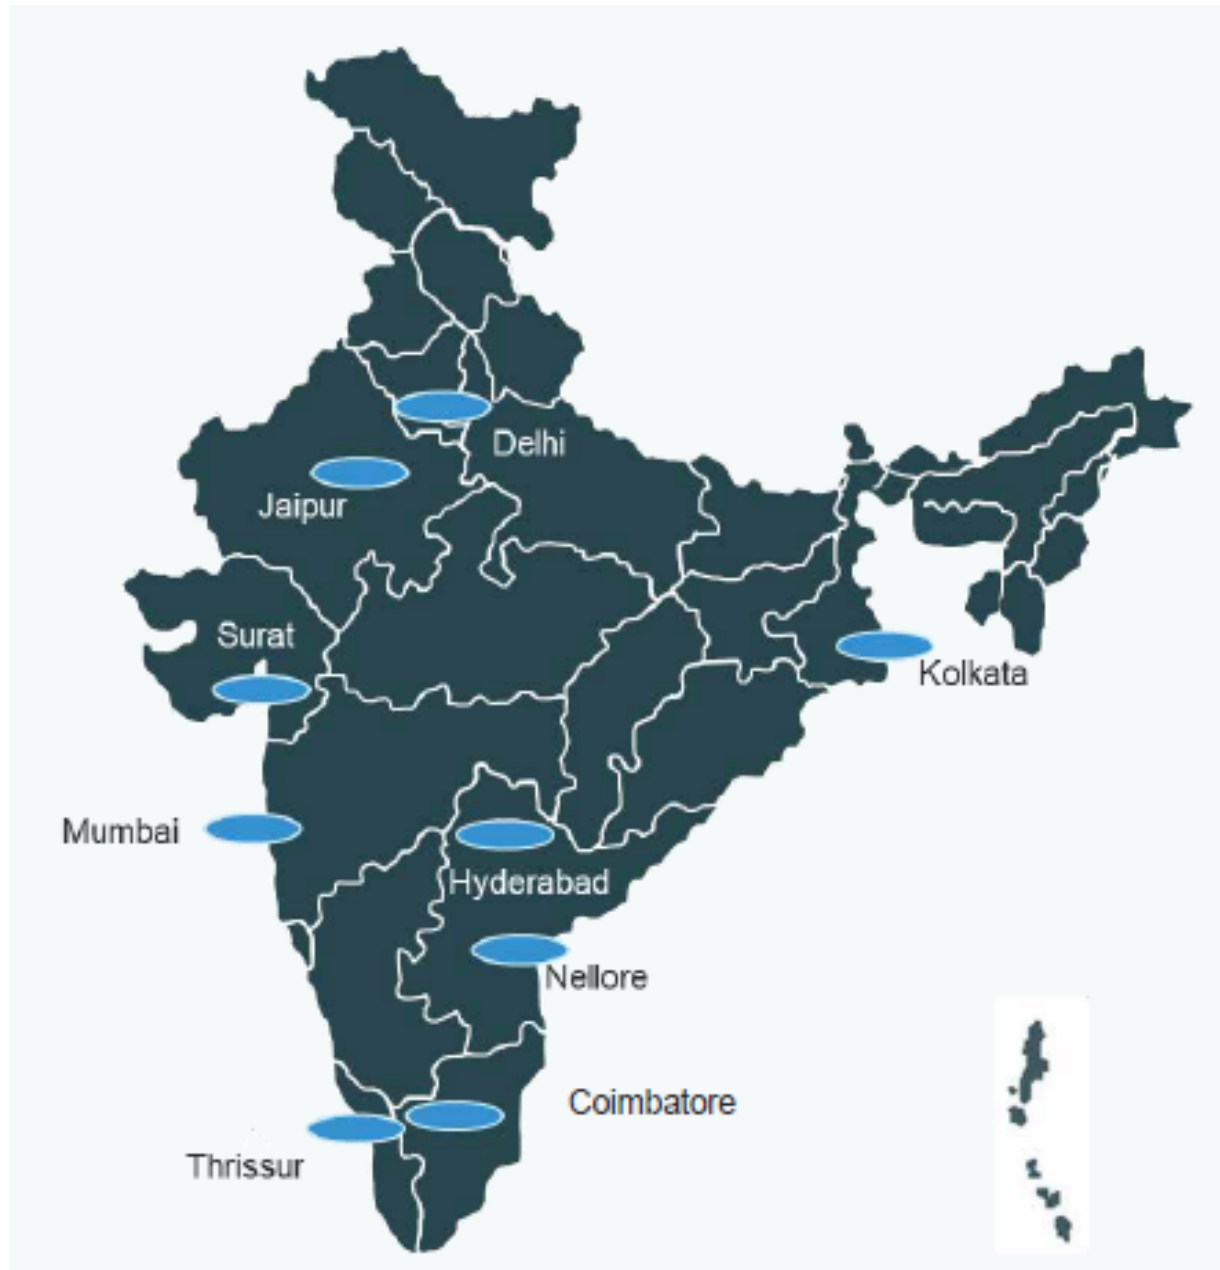 Delhi
Jaipur
Surat
Kolkata
Mumbai
Hyderabad
Nellore
Coimbatore
Thrissur